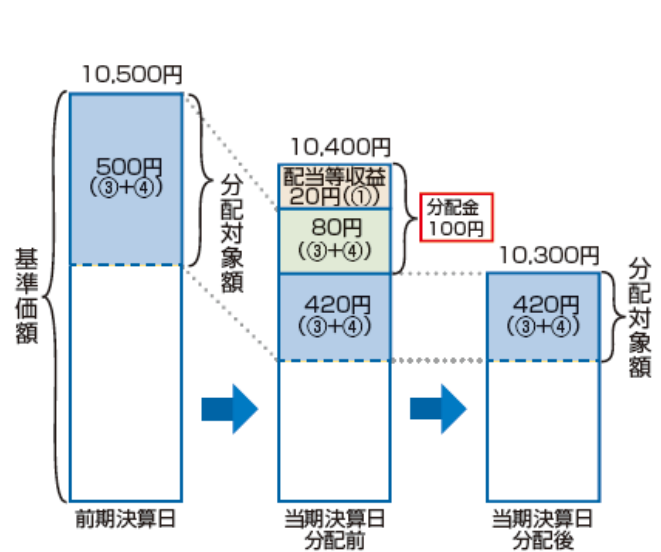 10,500円
500円
(③+④)
分配対象額
基準価額
前期決算日
10,400円
配当等収益
20円(①)
80円
(③+④)
420円
(③+④)
分配金
100円
当期決算日
分配前
10,300円
420円
(③+④)
分配対象額
当期決算日
分配後